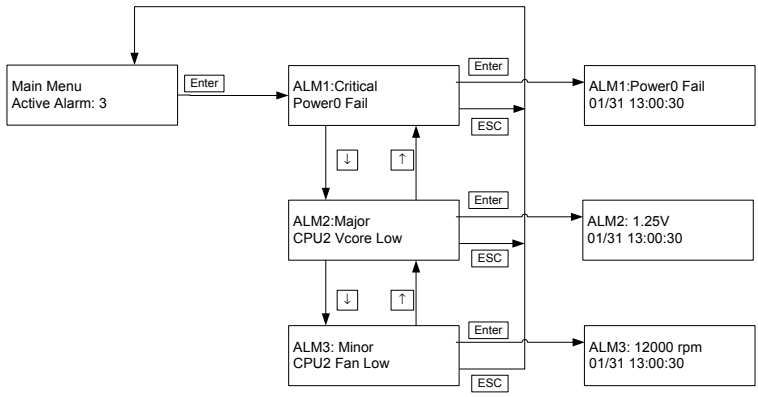 Main Menu
Active Alarm: 3
Enter
ALM1:Critical
Power0 Fail
Enter
ESC
ALM1:Power0 Fail
01/31 13:00:30
↓
↑
ALM2:Major
CPU2 Vcore Low
Enter
ESC
ALM2: 1.25V
01/31 13:00:30
↓
↑
ALM3: Minor
CPU2 Fan Low
Enter
ESC
ALM3: 12000 rpm
01/31 13:00:30